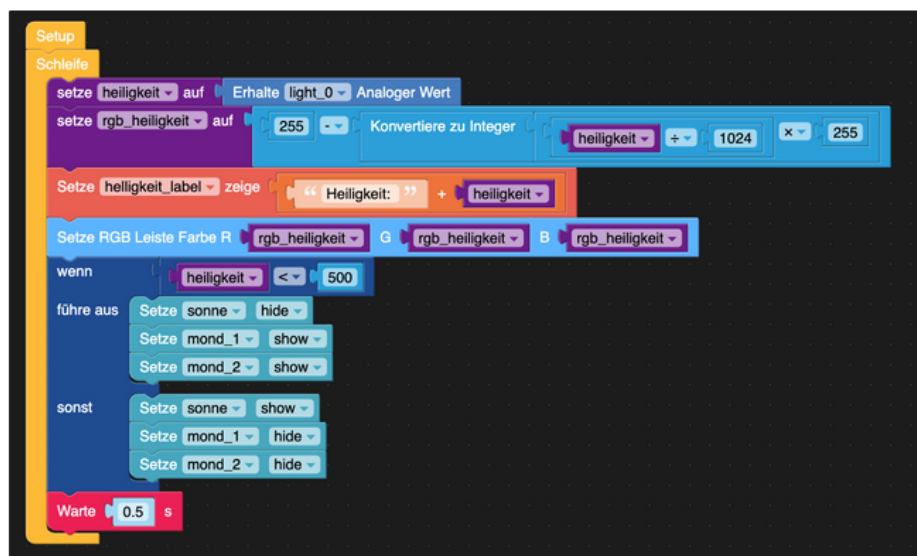 Setup
Schleife
setze heiligkeit auf Erhalte light_0 Analoger Wert
setze rgb_heiligkeit auf 255 - Konvertiere zu Integer heiligkeit ÷ 1024 × 255
Setze helligkeit_label zeige “ Heiligkeit: ” + heiligkeit
Setze RGB Leiste Farbe R rgb_heiligkeit G rgb_heiligkeit B rgb_heiligkeit
wenn heiligkeit < 500
führe aus Setze sonne hide
Setze mond_1 show
Setze mond_2 show
sonst Setze sonne show
Setze mond_1 hide
Setze mond_2 hide
Warte 0.5 s